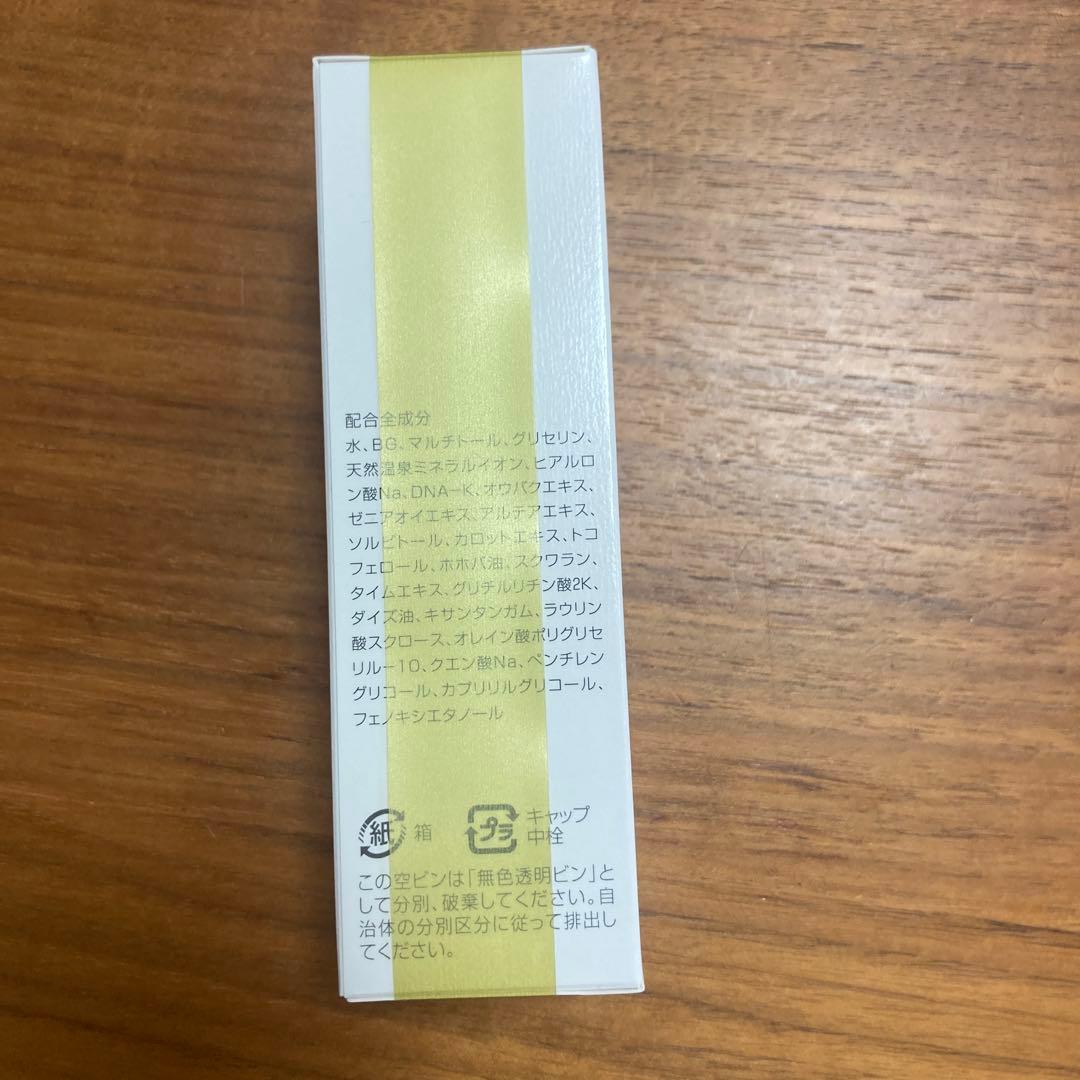 配合全成分
水、BG、マルチトール、グリセリン、
天然温泉ミネラルイオン、ヒアルロ
ン酸Na、DNA-K、オウバクエキス、
ゼニアオイエキス、アルテアエキス、
ソルビトール、カロットエキス、トコ
フェロール、ホホバ油、スクワラン、
タイムエキス、グリチルリチン酸2K、
ダイズ油、キサンタンガム、ラウリン
酸スクロース、オレイン酸ポリグリセ
リル-10、クエン酸Na、ペンチレン
グリコール、カプリリルグリコール、
フェノキシエタノール
紙 箱
プラ キャップ
中栓
この空ビンは「無色透明ビン」と
して分別、破棄してください。自
治体の分別区分に従って排出し
てください。